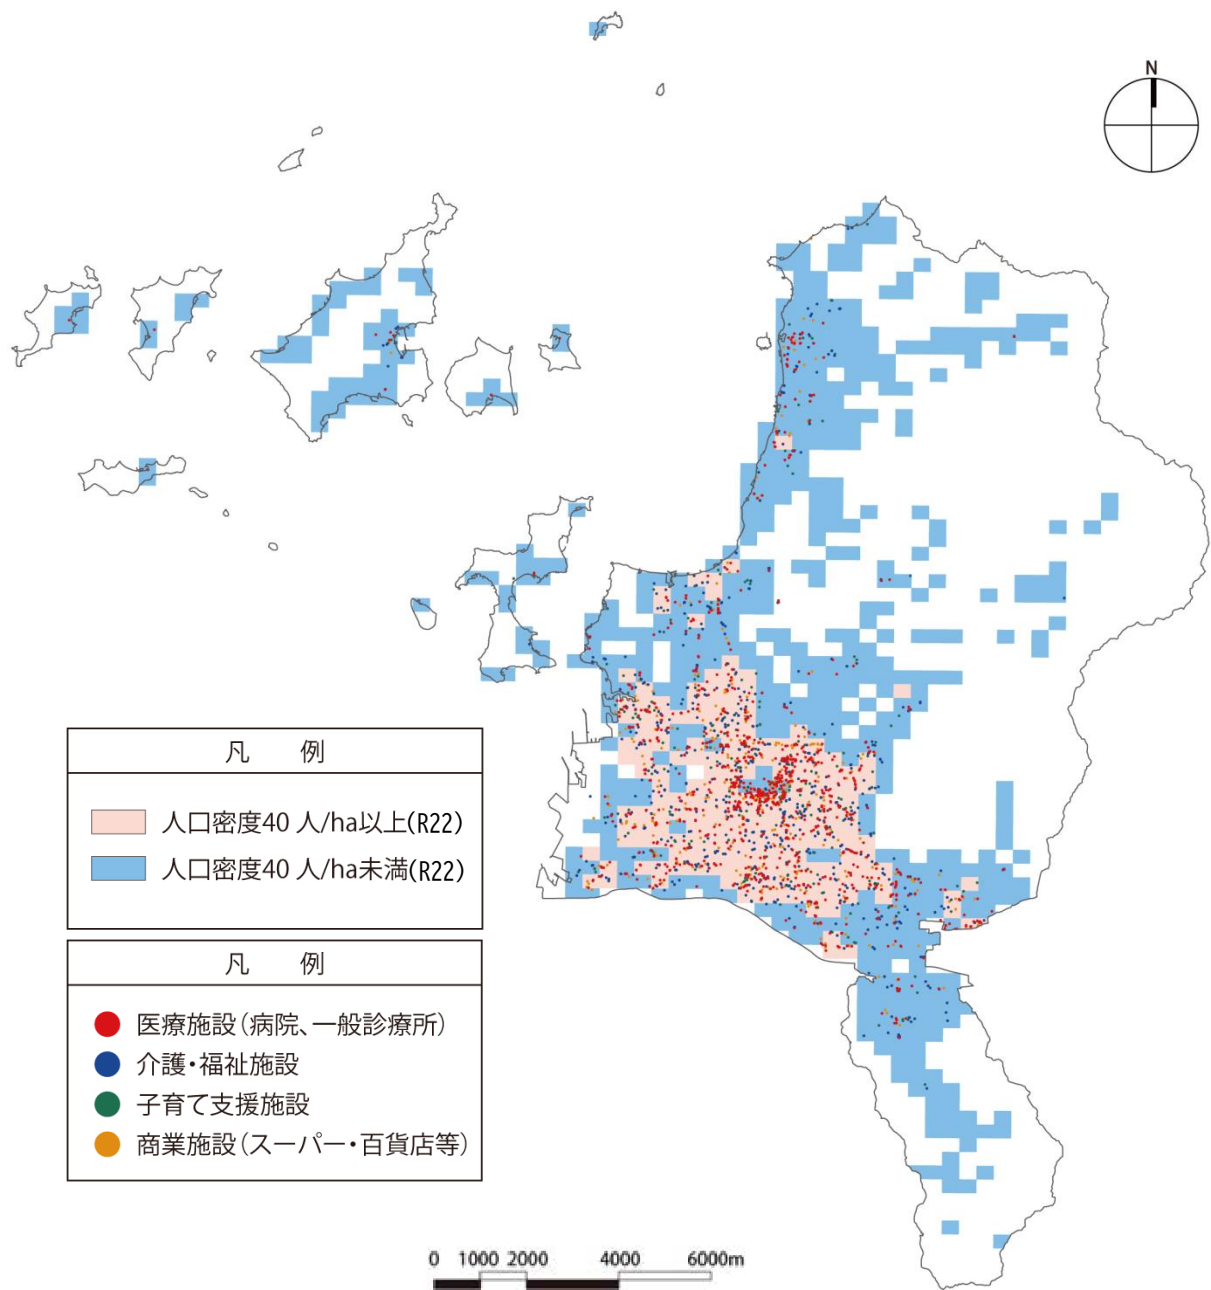 N
凡 例
人口密度40 人/ha以上(R22)
人口密度40 人/ha未満(R22)
凡 例
医療施設(病院、一般診療所)
介護・福祉施設
子育て支援施設
商業施設(スーパー・百貨店等)
0 1000 2000 4000 6000m